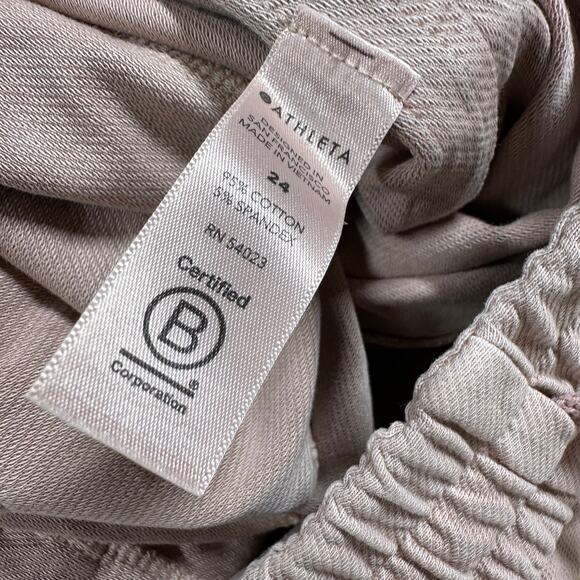 ATHLETA
DESIGNED IN
SAN FRANCISCO
MADE IN VIETNAM
24
95% COTTON
5% SPANDEX
RN 54023
Certified
B
®
Corporation